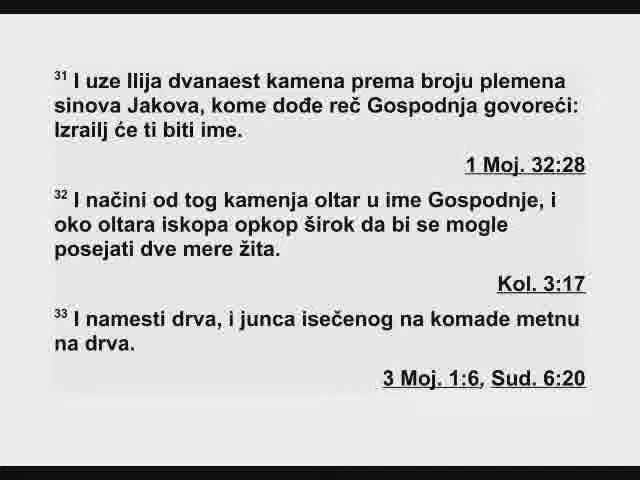 31 I uze Ilija dvanaest kamena prema broju plemena
sinova Jakova, kome dođe reč Gospodnja govoreći:
Izrailj će ti biti ime.
1 Moj. 32:28
32 I načini od tog kamenja oltar u ime Gospodnje, i
oko oltara iskopa opkop širok da bi se mogle
posejati dve mere žita.
Kol. 3:17
33 I namesti drva, i junca isečenog na komade metnu
na drva.
3 Moj. 1:6, Sud. 6:20